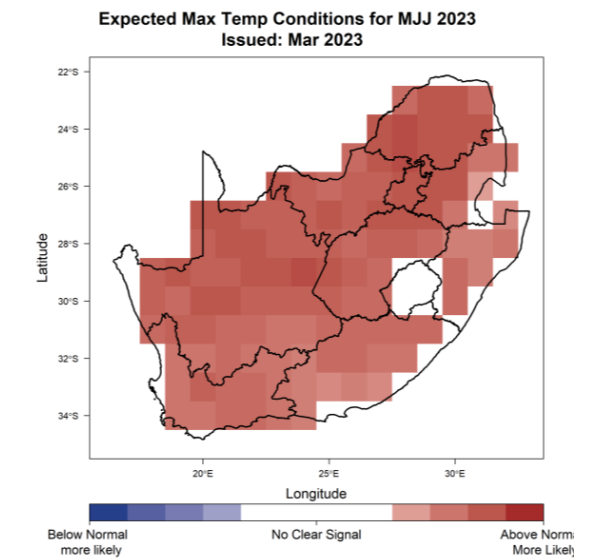 Expected Max Temp Conditions for MJJ 2023
Issued: Mar 2023
22°S
24°S
26°S
28°S
30°S
32°S
34°S
Latitude
20°E
25°E
30°E
Longitude
Below Normal
more likely
No Clear Signal
Above Norma
More Likely